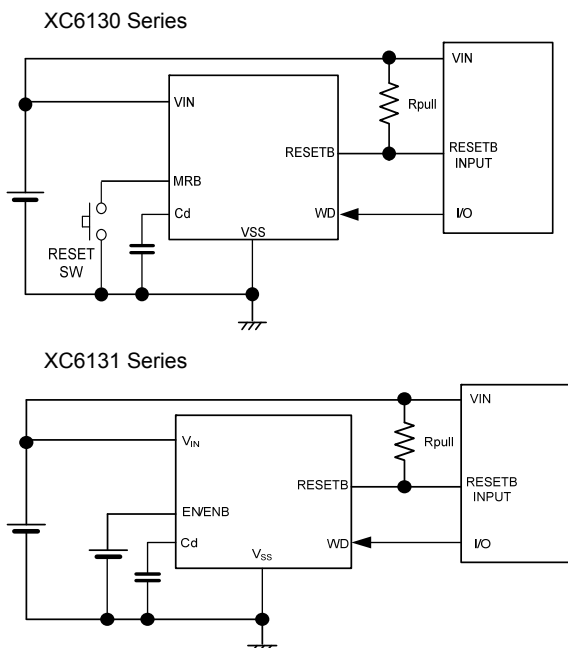 XC6130 Series
VIN
VIN
Rpull
RESETB
RESETB
INPUT
MRB
Cd
WD
I/O
VSS
RESET
SW
XC6131 Series
VIN
VIN
Rpull
RESETB
RESETB
INPUT
EN/ENB
Cd
WD
I/O
VSS